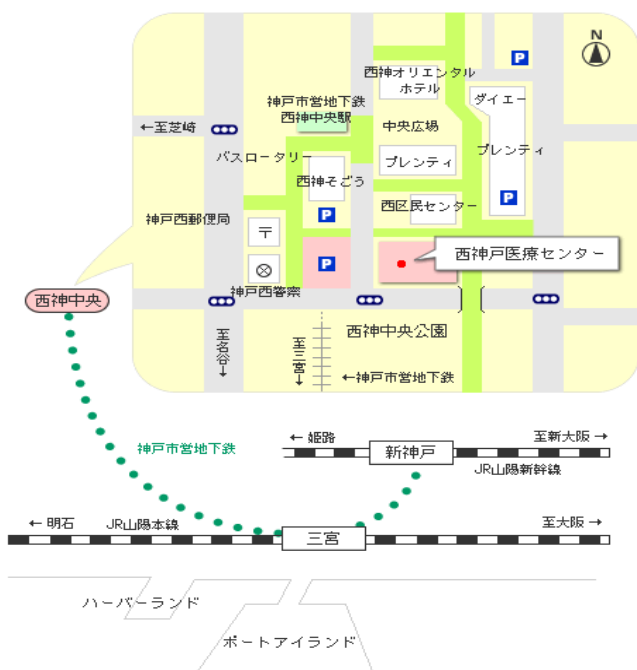 N
P
西神オリエンタル
ホテル
ダイエー
神戸市営地下鉄
西神中央駅
←至芝崎
中央広場
バスロータリー
プレンティ
プレンティ
西神そごう
P
西区民センター
P
神戸西郵便局
〒
P
西神戸医療センター
神戸西警察
西神中央
至名谷→
至三宮→
西神中央公園
←神戸市営地下鉄
神戸市営地下鉄
← 姫路
至新大阪 →
新神戸
JR山陽新幹線
← 明石
JR山陽本線
三宮
至大阪 →
ハーバーランド
ポートアイランド